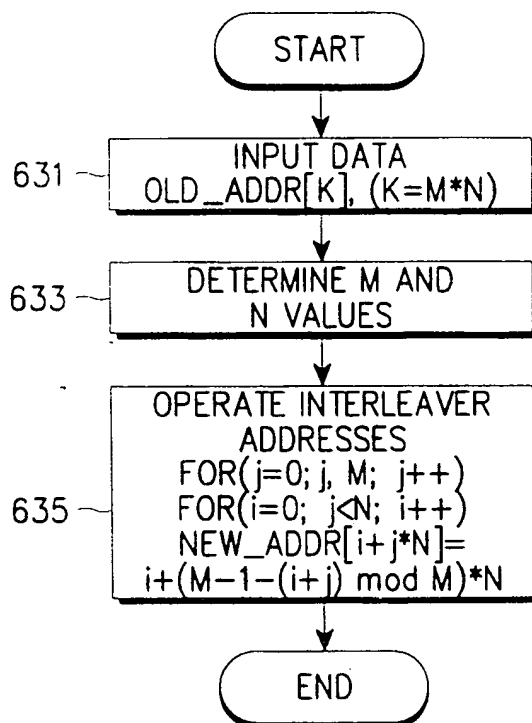 START
631
INPUT DATA
OLD_ADDR[K], (K=M*N)
633
DETERMINE M AND
N VALUES
635
OPERATE INTERLEAVER
ADDRESSES
FOR(j=0; j, M; j++)
FOR(i=0; j<N; i++)
NEW_ADDR[i+j*N]=
i+(M-1-(i+j) mod M)*N
END